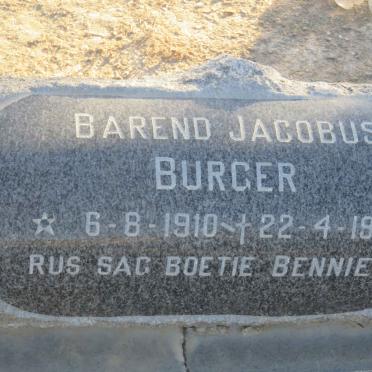 BAREND JACOBUS
BURGER
6-8-1910 22-4-19
RUS SAG BOETIE BENNIE